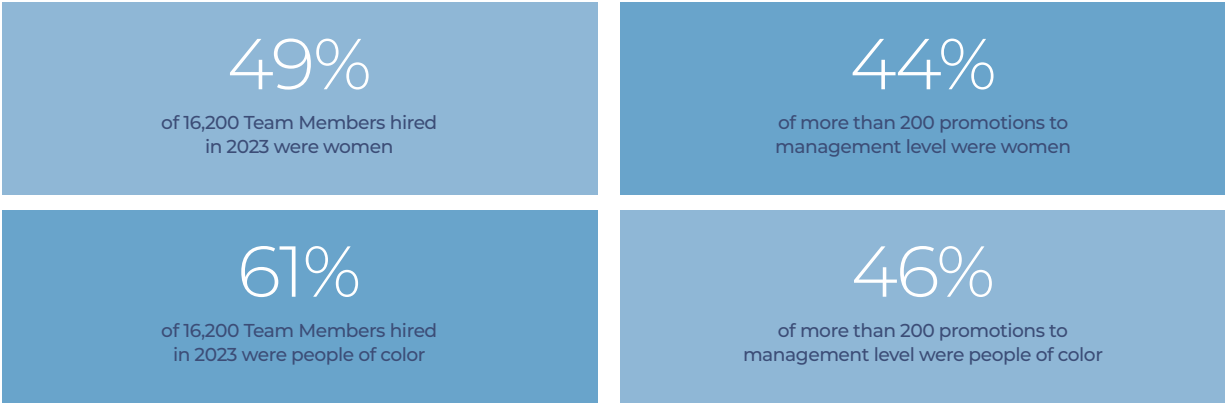 49%
of 16,200 Team Members hired
in 2023 were women
44%
of more than 200 promotions to
management level were women
61%
of 16,200 Team Members hired
in 2023 were people of color
46%
of more than 200 promotions to
management level were people of color